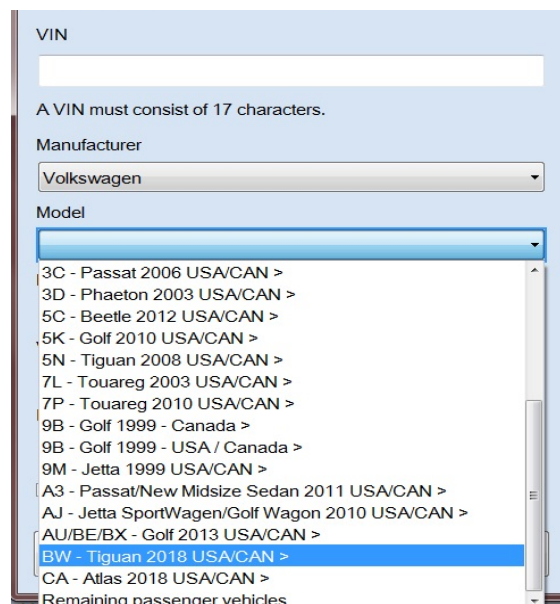 VIN
A VIN must consist of 17 characters.
Manufacturer
Volkswagen
Model
3C - Passat 2006 USA/CAN >
3D - Phaeton 2003 USA/CAN >
5C - Beetle 2012 USA/CAN >
5K - Golf 2010 USA/CAN >
5N - Tiguan 2008 USA/CAN >
7L - Touareg 2003 USA/CAN >
7P - Touareg 2010 USA/CAN >
9B - Golf 1999 - Canada >
9B - Golf 1999 - USA / Canada >
9M - Jetta 1999 USA/CAN >
A3 - Passat/New Midsize Sedan 2011 USA/CAN >
AJ - Jetta SportWagen/Golf Wagon 2010 USA/CAN >
AU/BE/BX - Golf 2013 USA/CAN >
BW - Tiguan 2018 USA/CAN >
CA - Atlas 2018 USA/CAN >
Remaining passenger vehicles